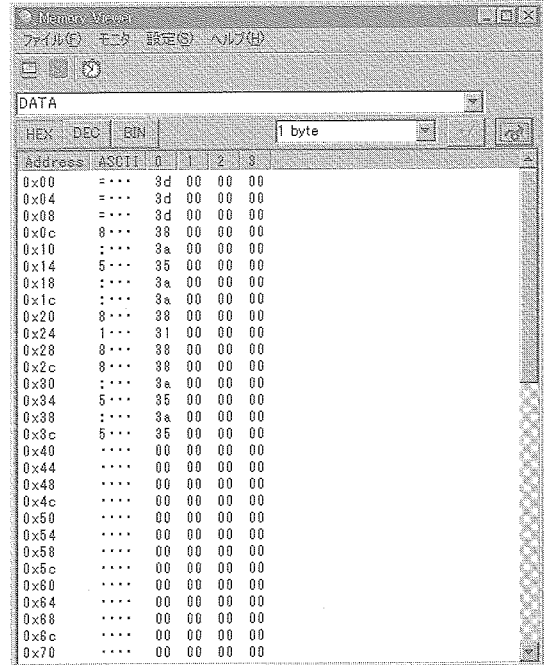 Memory Viewer
ファイル(F) モニタ 設定(S) ヘルプ(H)
DATA
HEX DEC BIN 1 byte +/-
Address ASCII 0 1 2 3
0x00 =··· 3d 00 00 00
0x04 =··· 3d 00 00 00
0x08 =··· 3d 00 00 00
0x0c 8··· 38 00 00 00
0x10 :··· 3a 00 00 00
0x14 5··· 35 00 00 00
0x18 :··· 3a 00 00 00
0x1c :··· 3a 00 00 00
0x20 8··· 38 00 00 00
0x24 1··· 31 00 00 00
0x28 8··· 38 00 00 00
0x2c 8··· 38 00 00 00
0x30 :··· 3a 00 00 00
0x34 5··· 35 00 00 00
0x38 :··· 3a 00 00 00
0x3c 5··· 35 00 00 00
0x40 ···· 00 00 00 00
0x44 ···· 00 00 00 00
0x48 ···· 00 00 00 00
0x4c ···· 00 00 00 00
0x50 ···· 00 00 00 00
0x54 ···· 00 00 00 00
0x58 ···· 00 00 00 00
0x5c ···· 00 00 00 00
0x60 ···· 00 00 00 00
0x64 ···· 00 00 00 00
0x68 ···· 00 00 00 00
0x6c ···· 00 00 00 00
0x70 ···· 00 00 00 00